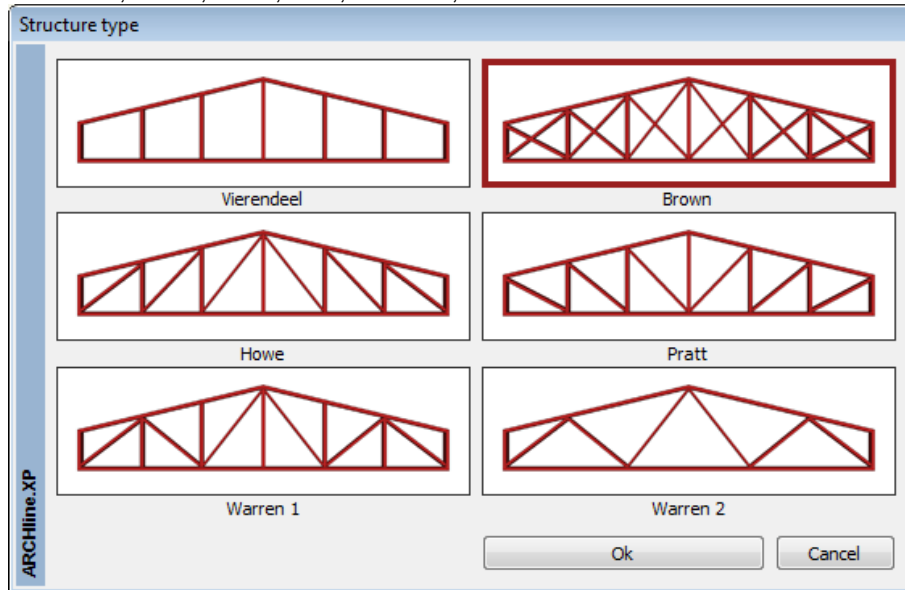 Structure type
Vierendeel
Brown
Howe
Pratt
Warren 1
Warren 2
Ok
Cancel
ARCHline.XP